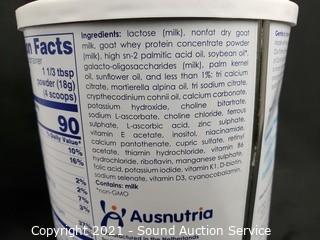 Ingredients: lactose (milk), nonfat dry goat
milk, goat whey protein concentrate powder
(milk), high sn-2 palmitic acid oil, soybean oil*,
galacto-oligosaccharides (milk), palm kernel
oil, sunflower oil, and less than 1%: tri calcium
citrate, mortierella alpina oil, tri sodium citrate,
crypthecodinium cohnii oil, calcium carbonate,
potassium hydroxide, choline bitartrate,
sodium L-ascorbate, choline chloride, ferrous
sulphate, L-ascorbic acid, zinc sulphate,
vitamin E acetate, inositol, niacinamide,
calcium pantothenate, cupric sulfate, retinyl
acetate, thiamin hydrochloride, vitamin B6
hydrochloride, riboflavin, manganese sulphate,
folic acid, potassium iodide, vitamin K1, D-biotin,
sodium selenate, vitamin D3, cyanocobalamin.
Contains: milk
*non-GMO
Ausnutria
in the Netherlands
n Facts
1 1/3 tbsp
powder (18g)
(4 scoops)
90
% Daily Value*
10%
16%
2%
2%
7%
Copyright 2021 - Sound Auction Service